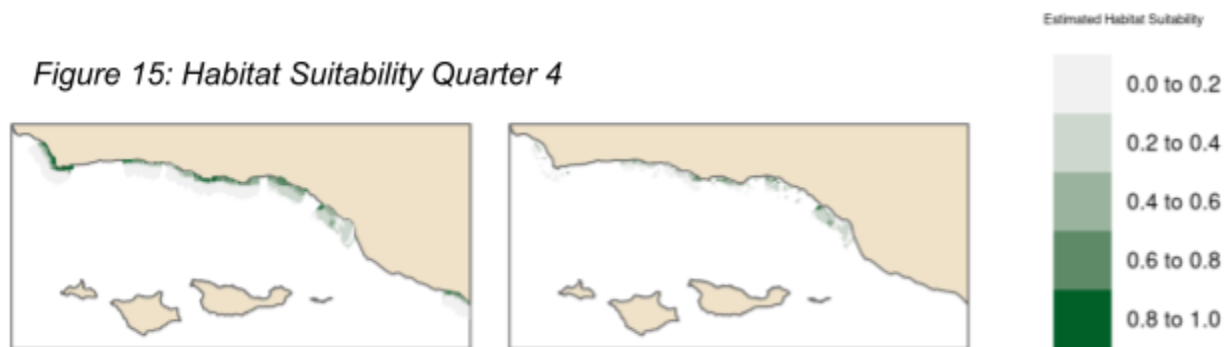 Estimated Habitat Suitability
Figure 15: Habitat Suitability Quarter 4
0.0 to 0.2
0.2 to 0.4
0.4 to 0.6
0.6 to 0.8
0.8 to 1.0